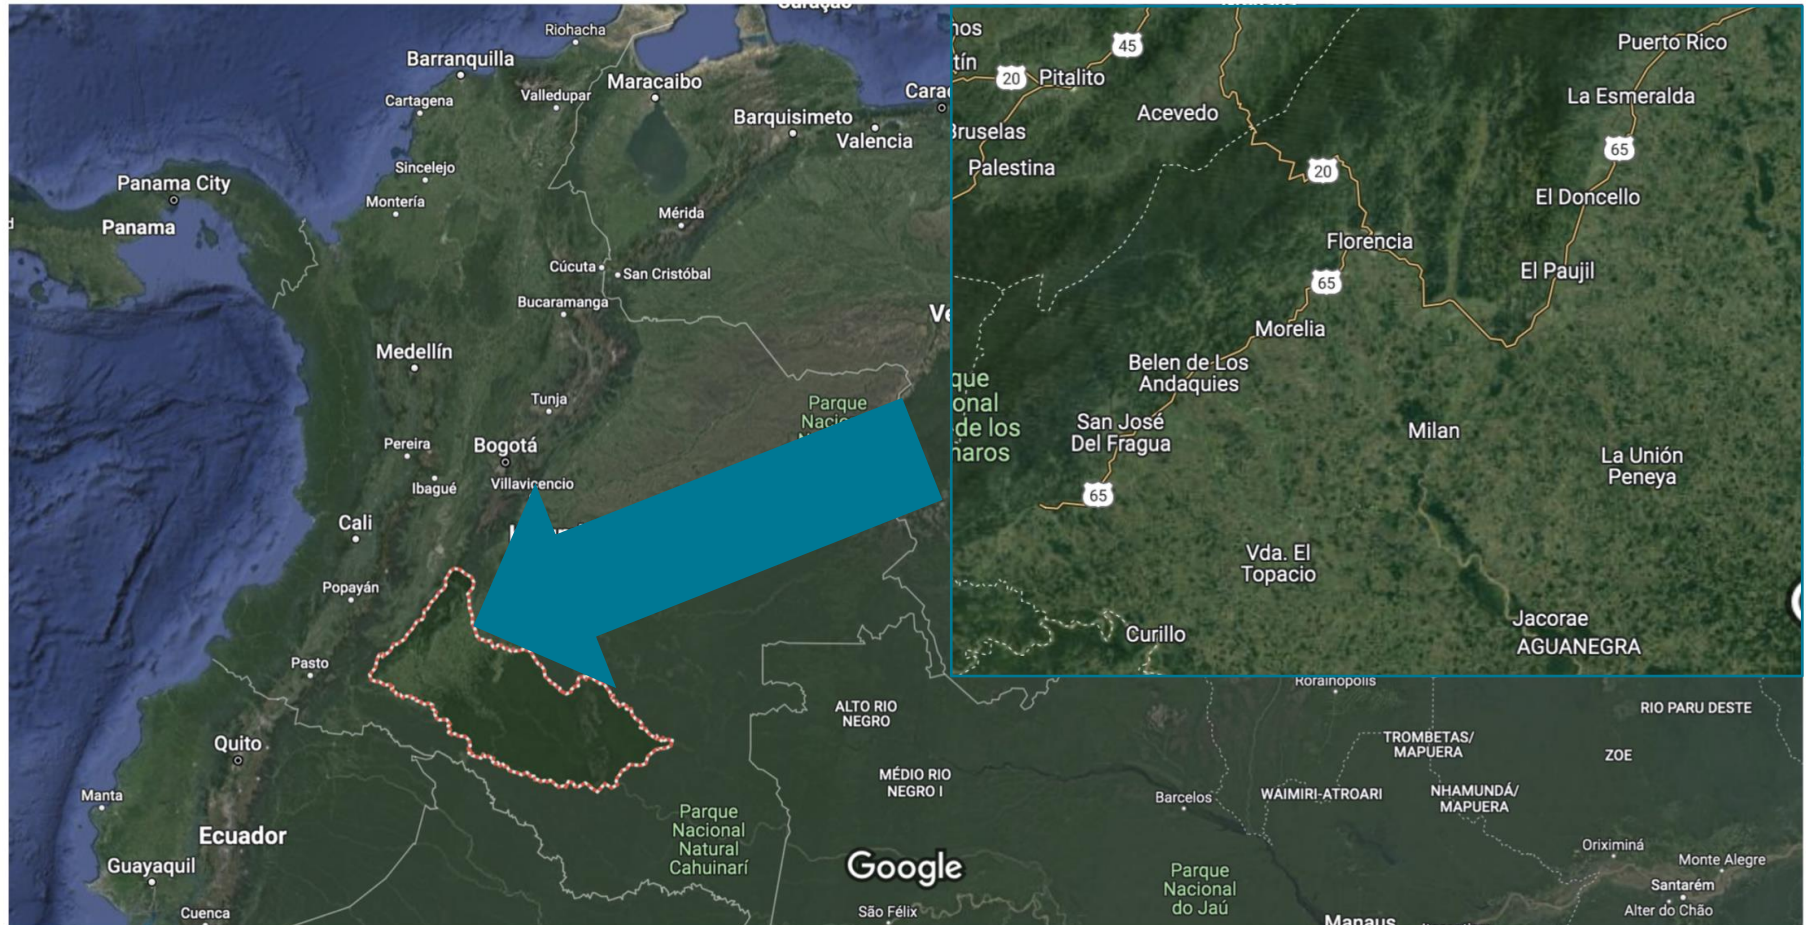 Riohacha
Barranquilla
Maracaibo
Cartagena
Valledupar
Barquisimeto
Valencia
Sincelejo
Panama City
Montería
Panama
Mérida
Cúcuta
San Cristóbal
Bucaramanga
Medellín
Tunja
Parque
Pereira
Bogotá
Ibagué
Villavicencio
Cali
Popayán
Pasto
Quito
Manta
Ecuador
Guayaquil
Cuenca
Parque
Nacional
Natural
Cahuinarí
ALTO RIO
NEGRO
MÉDIO RIO
NEGRO I
Google
São Félix
Barcelos
Parque
Nacional
do Jaú
WAIMIRI-ATROARI
TROMBETAS/
MAPUERA
NHAMUNDÁ/
MAPUERA
RIO PARU DESTE
ZOE
Oriximiná
Monte Alegre
Santarém
Alter do Chão
Manaus
Rorainópolis
45
20
Pitalito
Acevedo
Bruselas
Palestina
Puerto Rico
La Esmeralda
65
20
El Doncello
Florencia
El Paujil
65
Morelia
Belen de Los
Andaquies
San José
Del Fragua
65
Milan
La Unión
Peneya
Vda. El
Topacio
Jacorae
AGUANEGRA
Curillo
de los